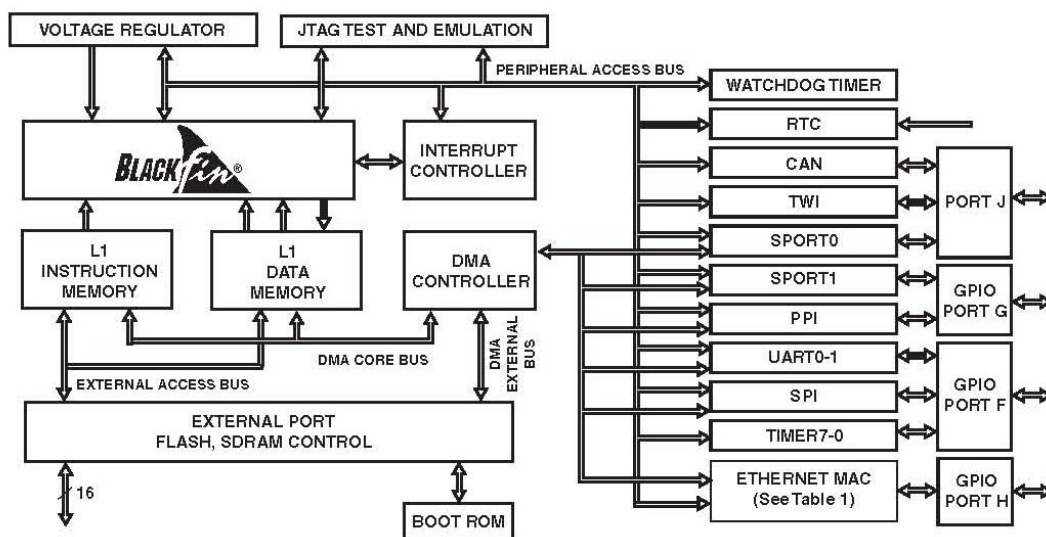 VOLTAGE REGULATOR
JTAG TEST AND EMULATION
PERIPHERAL ACCESS BUS
WATCHDOG TIMER
RTC
BLACKfin®
INTERRUPT
CONTROLLER
CAN
TWI
PORT J
SPORT0
L1
INSTRUCTION
MEMORY
L1
DATA
MEMORY
DMA
CONTROLLER
SPORT1
GPIO
PORT G
PPI
DMA CORE BUS
DMA
EXTERNAL
BUS
EXTERNAL ACCESS BUS
UART0-1
GPIO
PORT F
SPI
TIMER7-0
EXTERNAL PORT
FLASH, SDRAM CONTROL
ETHERNET MAC
(See Table 1)
GPIO
PORT H
16
BOOT ROM